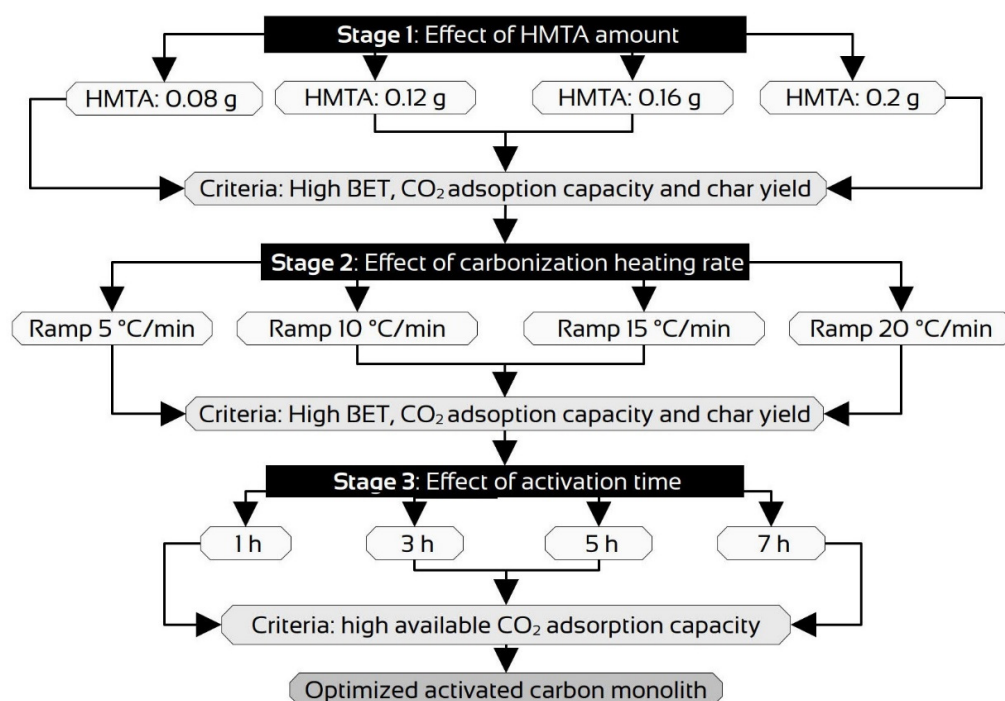 Stage 1: Effect of HMTA amount
HMTA: 0.08 g
HMTA: 0.12 g
HMTA: 0.16 g
HMTA: 0.2 g
Criteria: High BET, CO₂ adsoption capacity and char yield
Stage 2: Effect of carbonization heating rate
Ramp 5 °C/min
Ramp 10 °C/min
Ramp 15 °C/min
Ramp 20 °C/min
Criteria: High BET, CO₂ adsoption capacity and char yield
Stage 3: Effect of activation time
1 h
3 h
5 h
7 h
Criteria: high available CO₂ adsorption capacity
Optimized activated carbon monolith